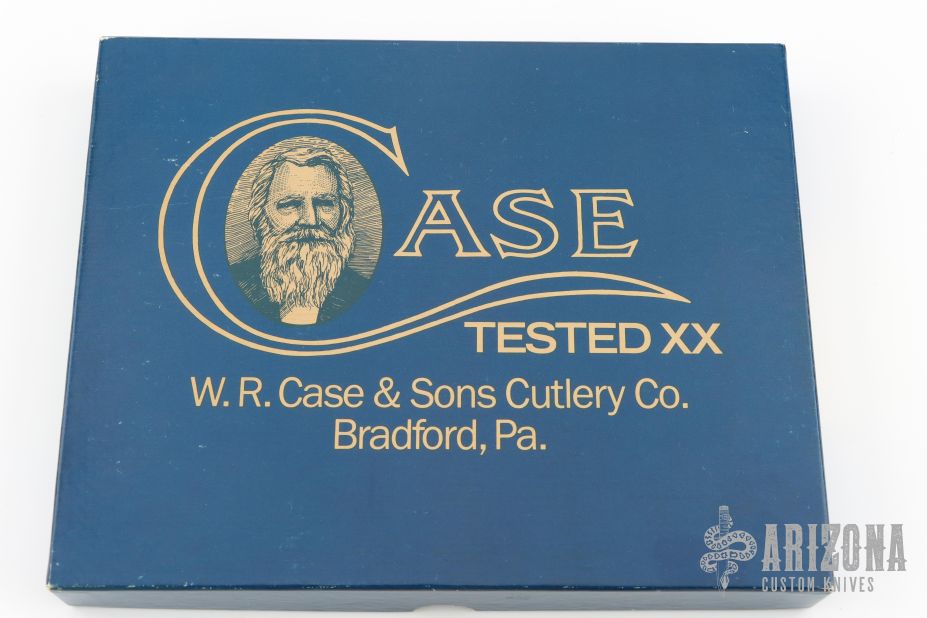 CASE
TESTED XX
W. R. Case & Sons Cutlery Co.
Bradford, Pa.
ARIZONA
CUSTOM KNIVES